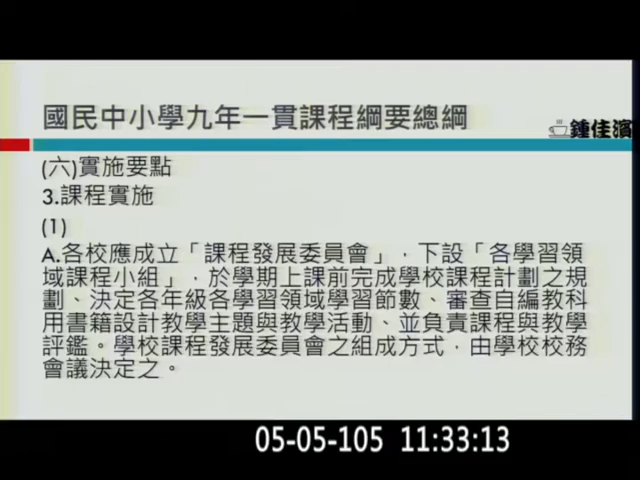 國民中小學九年一貫課程綱要總綱
鍾佳濱
(六)實施要點
3.課程實施
(1)
A.各校應成立「課程發展委員會」，下設「各學習領
域課程小組」，於學期上課前完成學校課程計劃之規
劃、決定各年級各學習領域學習節數、審查自編教科
用書籍設計教學主題與教學活動、並負責課程與教學
評鑑。學校課程發展委員會之組成方式，由學校校務
會議決定之。
05-05-105 11:33:13